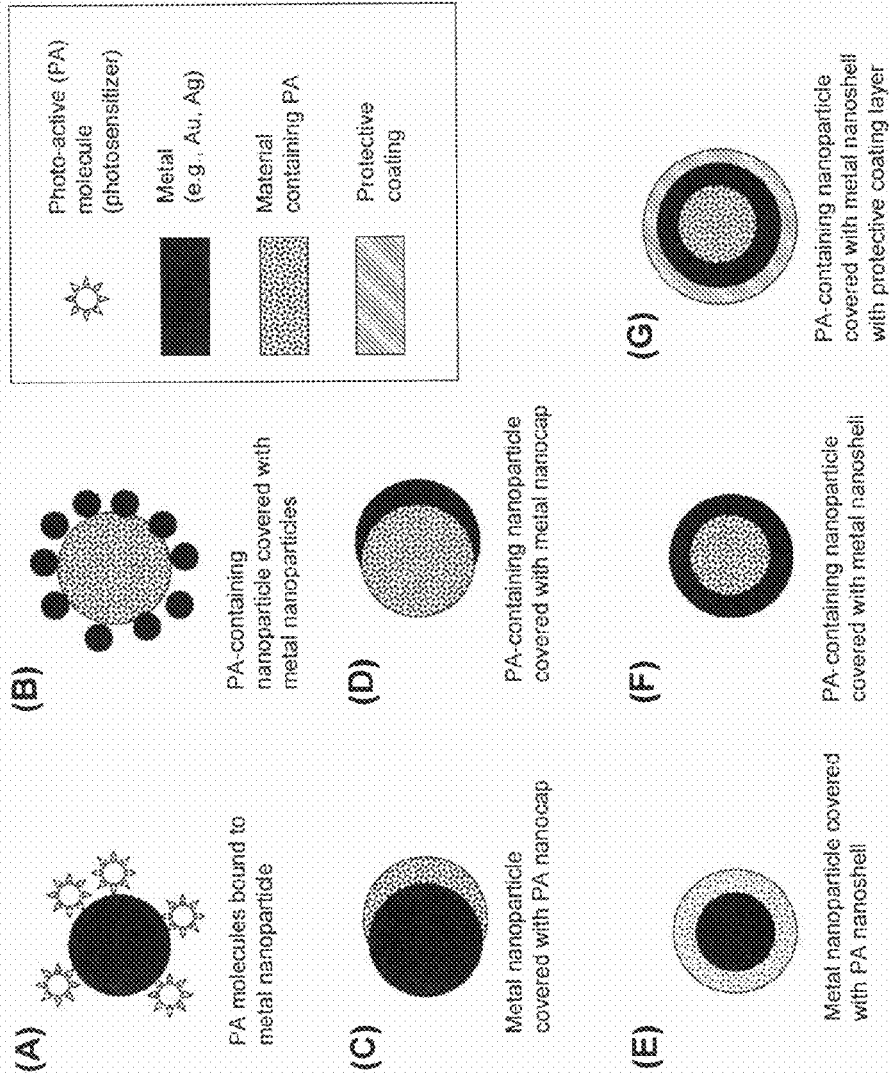 (A)
PA molecules bound to
metal nanoparticle
(B)
PA-containing
nanoparticle covered with
metal nanoparticles
Photo-active (PA)
molecule
(photosensitizer)
Metal
(e.g., Au, Ag)
Material
containing PA
Protective
coating
(C)
Metal nanoparticle
covered with PA nanocap
(D)
PA-containing nanoparticle
covered with metal nanocap
(E)
Metal nanoparticle covered
with PA nanoshell
(F)
PA-containing nanoparticle
covered with metal nanoshell
(G)
PA-containing nanoparticle
covered with metal nanoshell
with protective coating layer